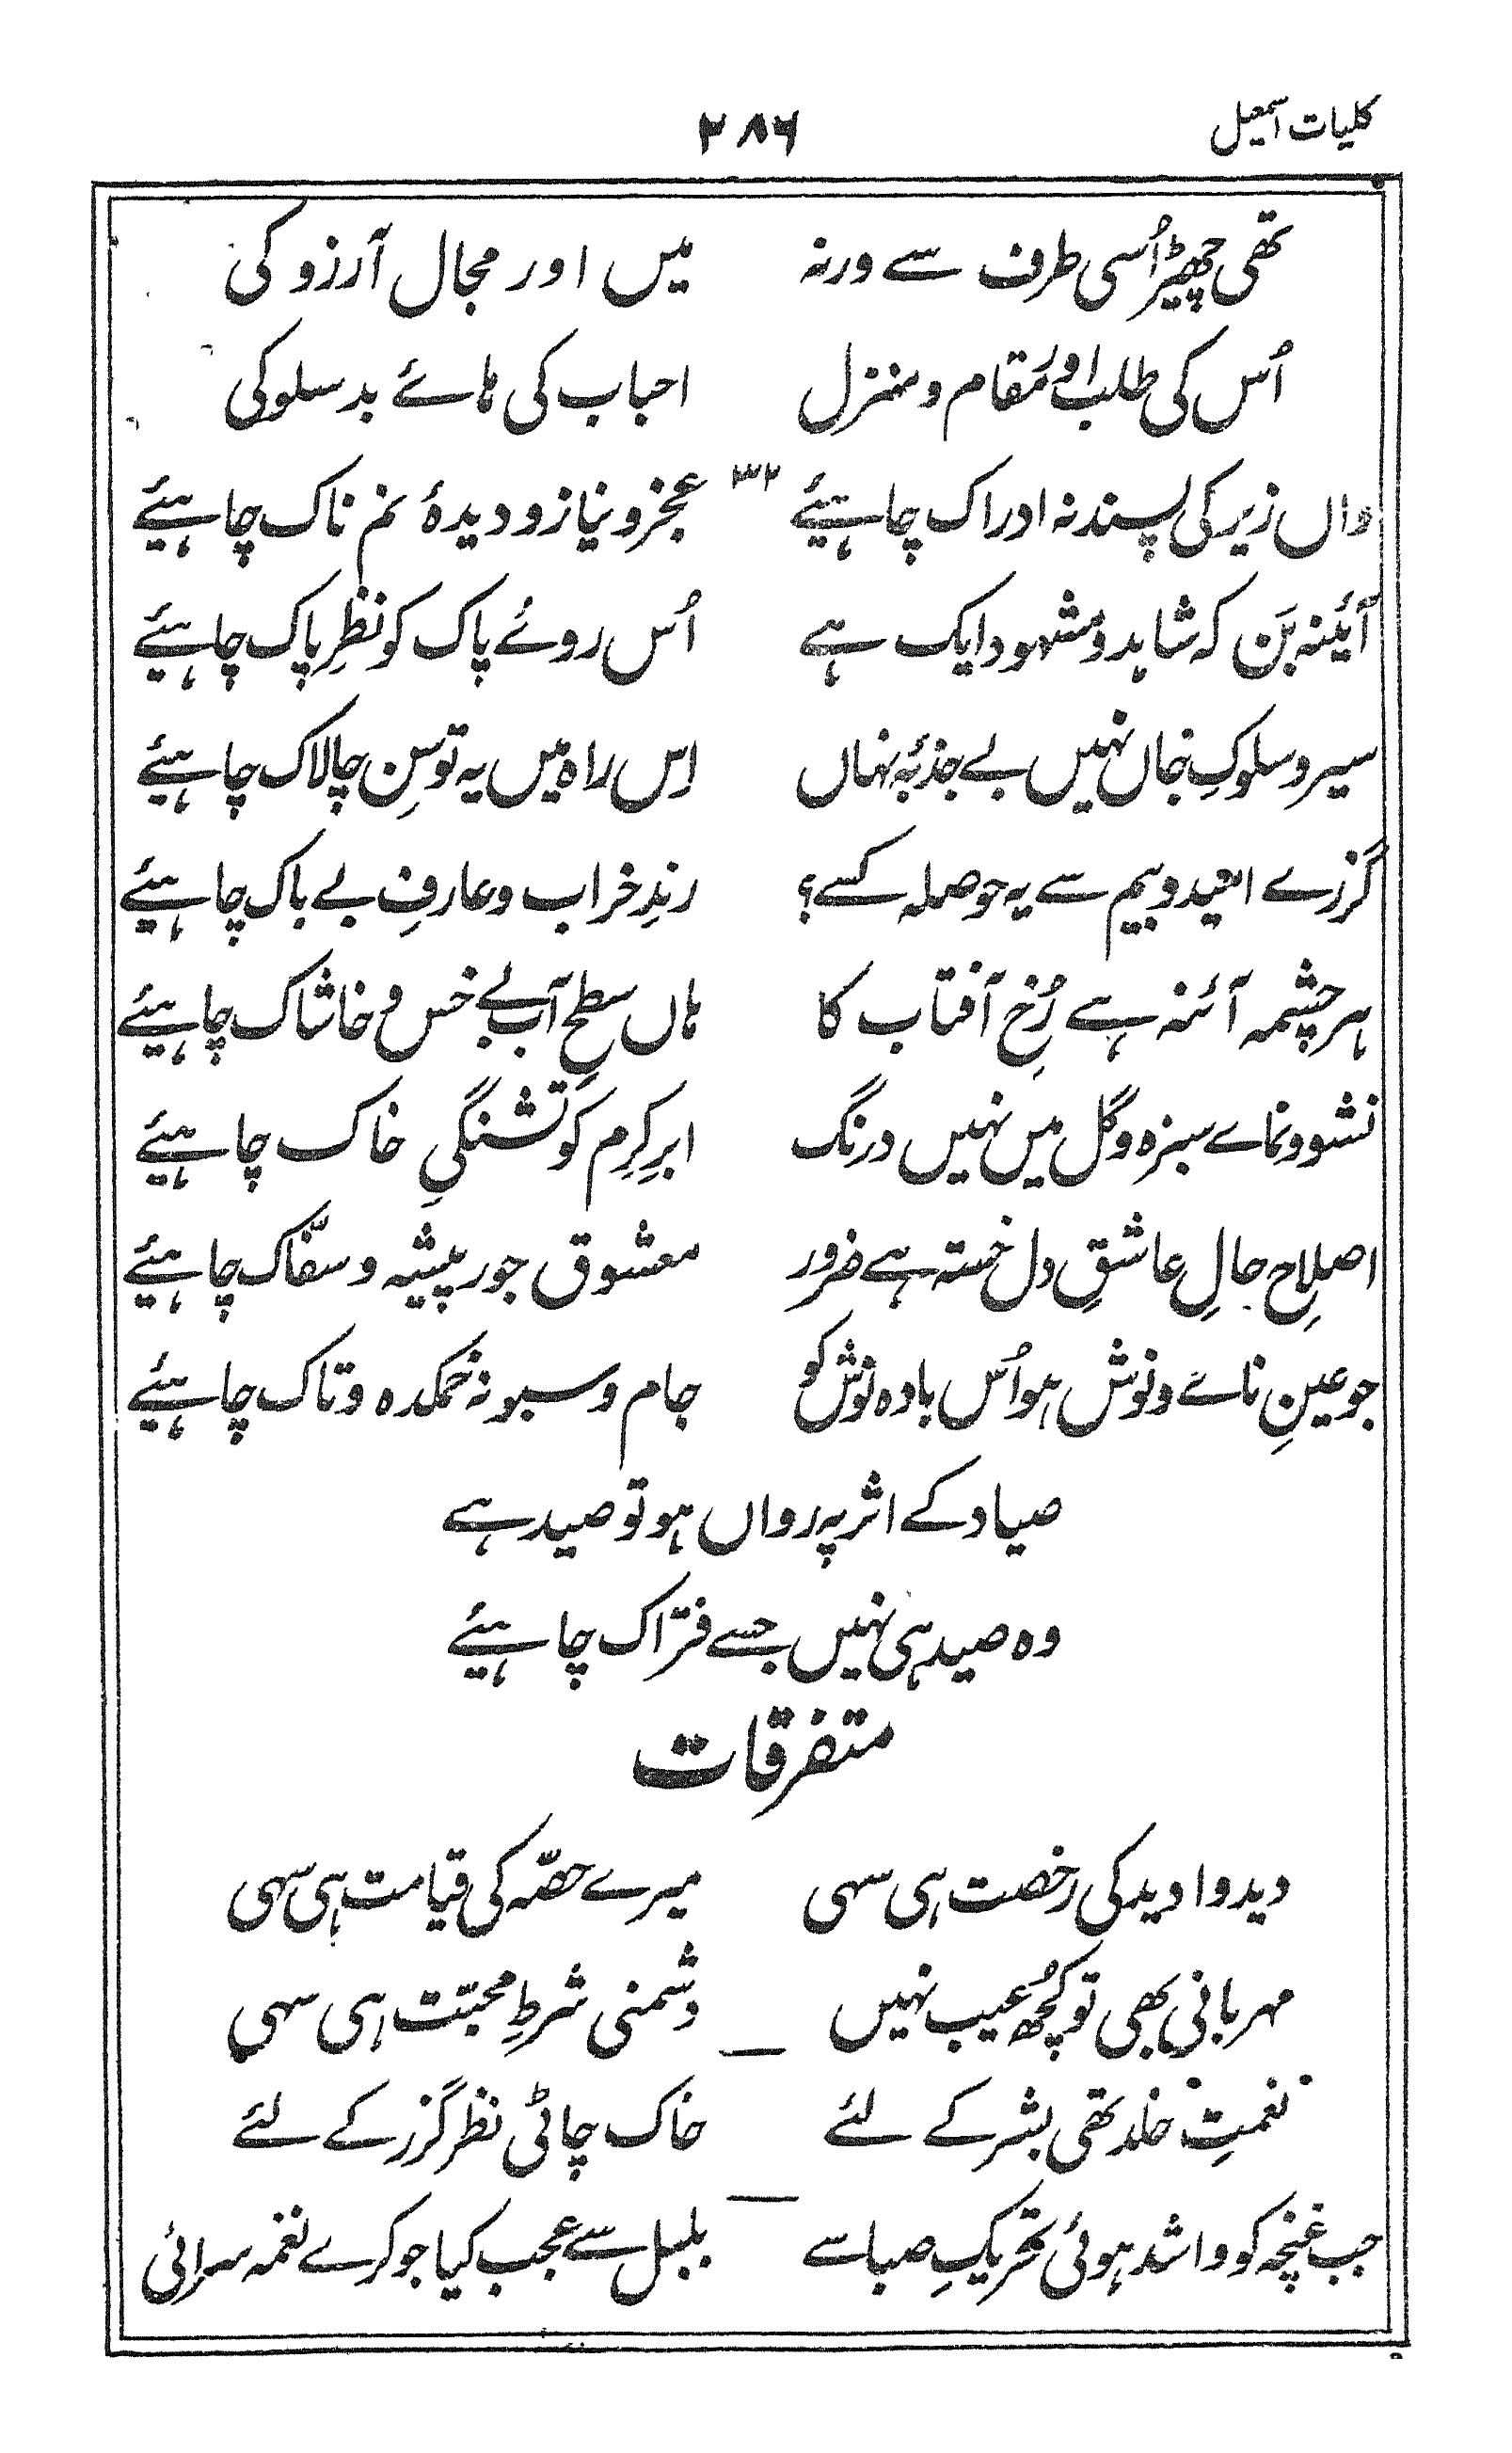 کلیات اسمٰعیل
۲۸۶
تھی چھیڑ اُسی طرف سے ورنہ میں اور مجال آرزو کی
اُس کی طلب اور مقام و منزل احباب کی ہائے بد سلوکی
۳۲
واں زیرکی پسند نہ ادراک چاہیئے عجز و نیاز و دیدۂ نم ناک چاہیئے
آئینہ بَن کہ شاہد و مشہود ایک ہے اُس روئے پاک کو نظرِ پاک چاہیئے
سیر و سلوکِ جاں نہیں بے جذبۂ نہاں اِس راہ میں یہ توسنِ چالاک چاہیئے
گزرے امید و بیم سے یہ حوصلہ کسے؟ رندِ خراب و عارفِ بے باک چاہیئے
ہر چشمہ آئنہ ہے رُخِ آفتاب کا ہاں سطحِ آب بے خس و خاشاک چاہیئے
نشو و نماے سبزہ و گل میں نہیں درنگ ابرِ کرم کو تشنگیِ خاک چاہیئے
اصلاحِ حالِ عاشقِ دل خستہ ہے ضرور معشوق جور پیشہ و سفّاک چاہیئے
جو عینِ ناے و نوش ہو اُس بادہ نوش کو جام و سبو نہ خمکدہ و تاک چاہیئے
صیاد کے اثر پہ رواں ہو تو صید ہے
وہ صید ہی نہیں جسے فتراک چاہیئے
متفرقات
دید وا دید کی رخصت ہی سہی میرے حصّہ کی قیامت ہی سہی
مہربانی بھی تو کچھ عیب نہیں دشمنی شرطِ محبّت ہی سہی
نعمتِ خلد تھی بشر کے لئے خاک چاٹی نظر گزر کے لئے
جب غنچہ کو واشد ہوئی تحریکِ صبا سے بلبل سے عجب کیا جو کرے نغمہ سرائی